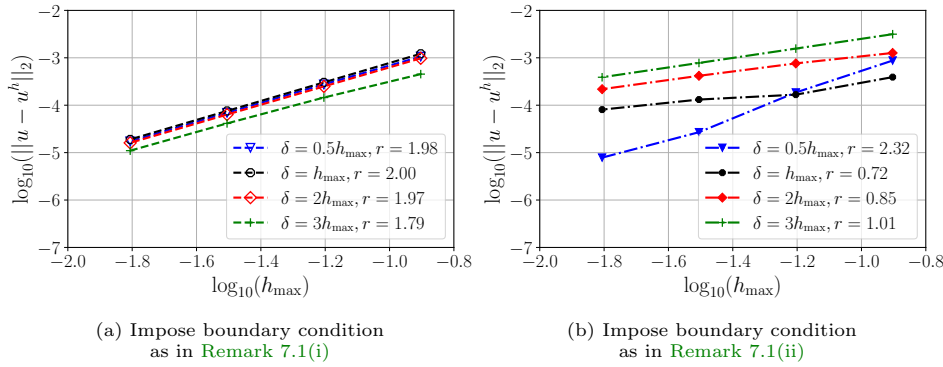 −2
−3
−4
−5
−6
−7
log₁₀(||u − uʰ||₂)
δ = 0.5hₘₐₓ, r = 1.98
δ = hₘₐₓ, r = 2.00
δ = 2hₘₐₓ, r = 1.97
δ = 3hₘₐₓ, r = 1.79
−2.0 −1.8 −1.6 −1.4 −1.2 −1.0 −0.8
log₁₀(hₘₐₓ)
(a) Impose boundary condition
as in Remark 7.1(i)
−2
−3
−4
−5
−6
−7
log₁₀(||u − uʰ||₂)
δ = 0.5hₘₐₓ, r = 2.32
δ = hₘₐₓ, r = 0.72
δ = 2hₘₐₓ, r = 0.85
δ = 3hₘₐₓ, r = 1.01
−2.0 −1.8 −1.6 −1.4 −1.2 −1.0 −0.8
log₁₀(hₘₐₓ)
(b) Impose boundary condition
as in Remark 7.1(ii)